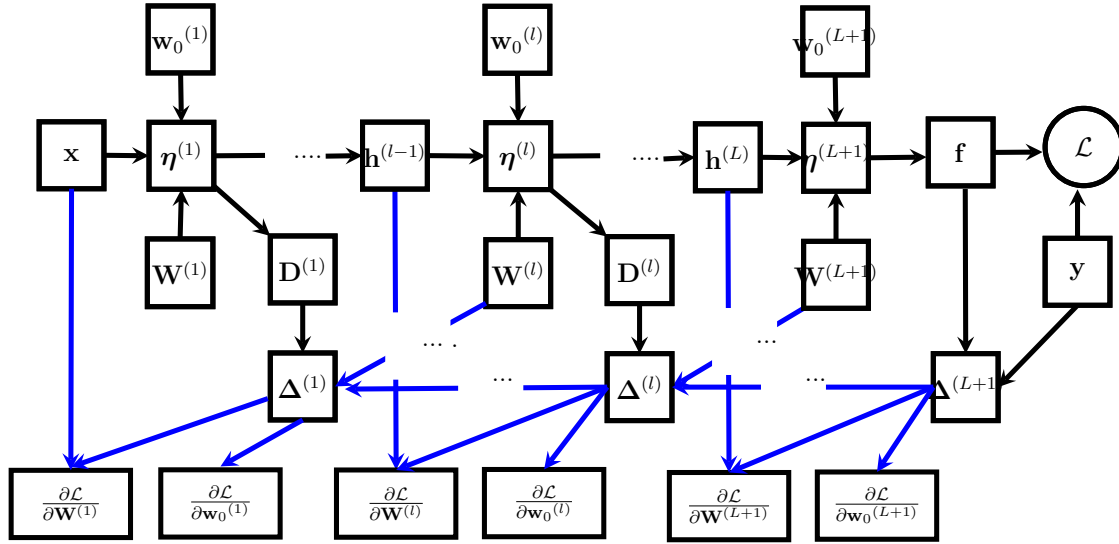 w₀⁽¹⁾ w₀⁽ˡ⁾ w₀⁽ᴸ⁺¹⁾
x η⁽¹⁾ .... h⁽ˡ⁻¹⁾ η⁽ˡ⁾ .... h⁽ᴸ⁾ η⁽ᴸ⁺¹⁾ f ℒ
W⁽¹⁾ D⁽¹⁾ W⁽ˡ⁾ D⁽ˡ⁾ W⁽ᴸ⁺¹⁾ y
... . ...
Δ⁽¹⁾ ... Δ⁽ˡ⁾ ... Δ⁽ᴸ⁺¹
∂ℒ/∂W⁽¹⁾ ∂ℒ/∂w₀⁽¹⁾ ∂ℒ/∂W⁽ˡ⁾ ∂ℒ/∂w₀⁽ˡ⁾ ∂ℒ/∂W⁽ᴸ⁺¹⁾ ∂ℒ/∂w₀⁽ᴸ⁺¹⁾